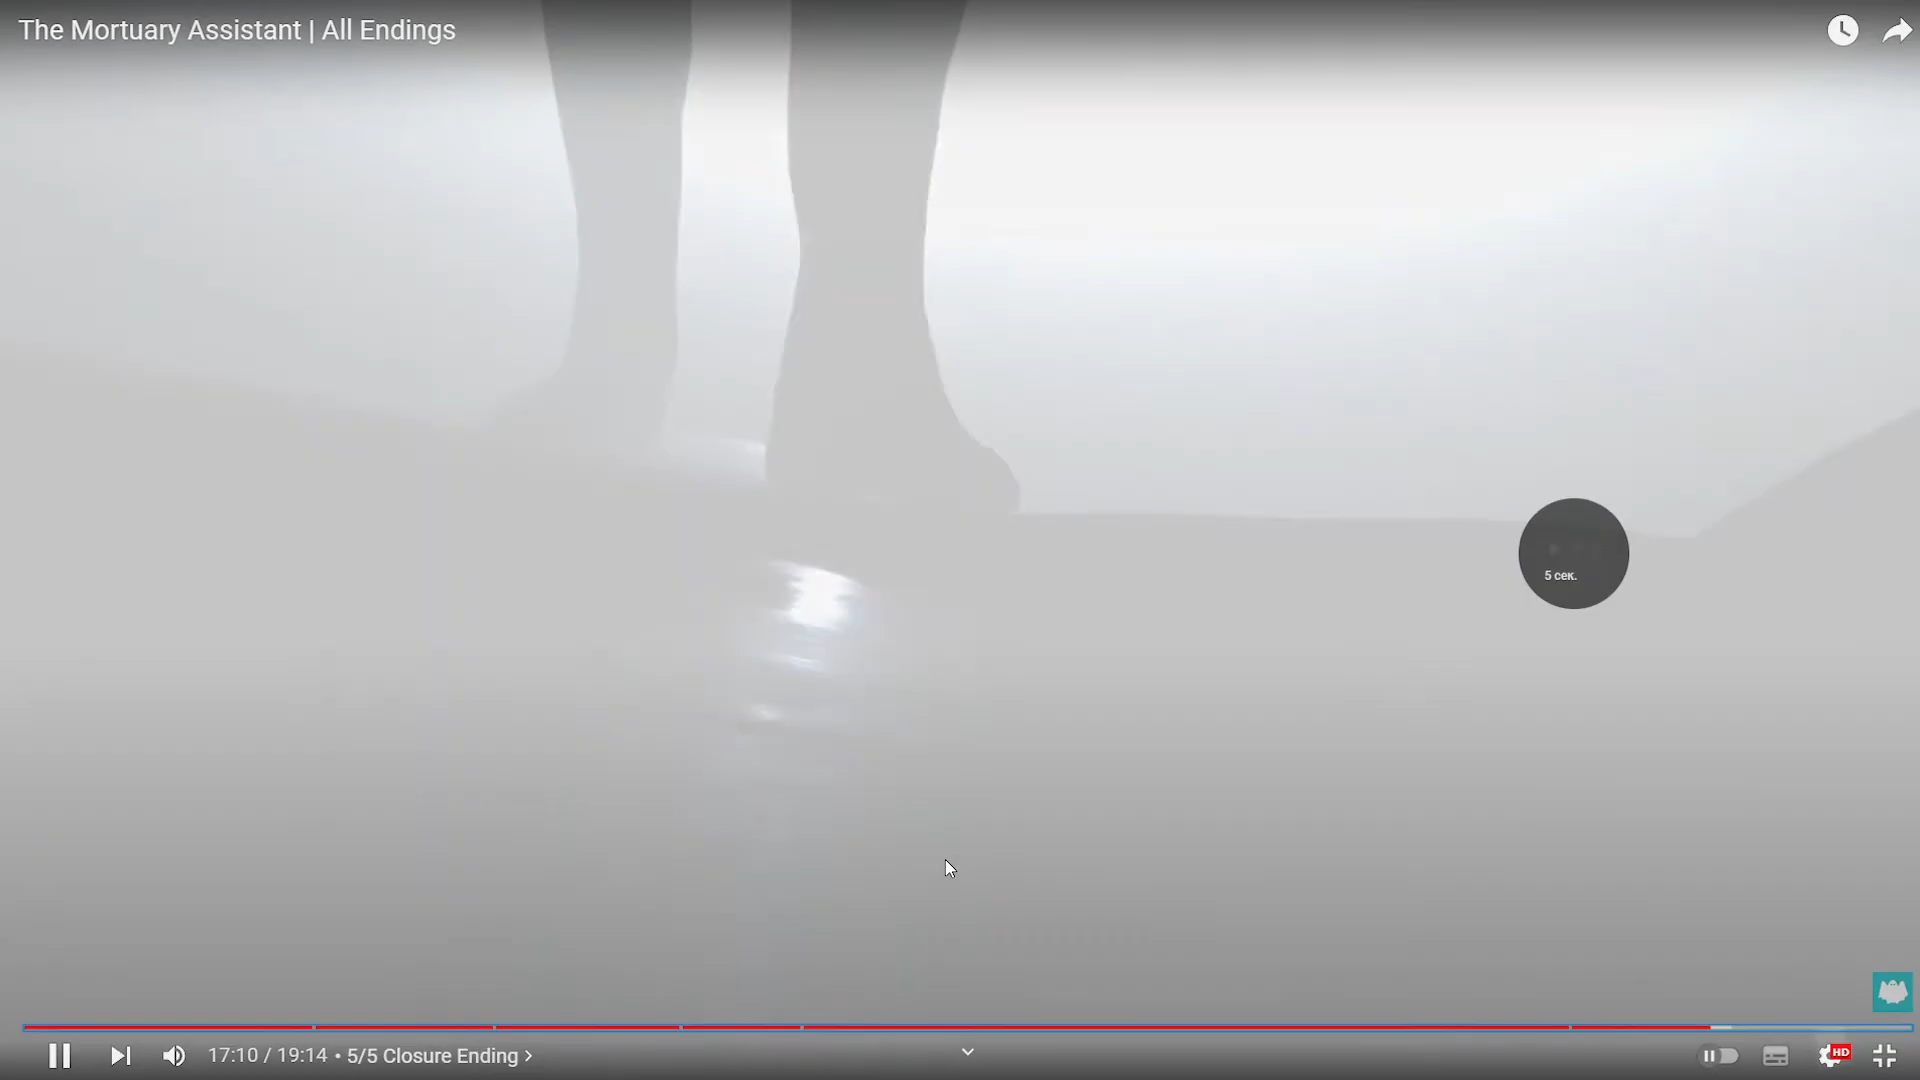 The Mortuary Assistant | All Endings
5 сек.
17:10 / 19:14 • 5/5 Closure Ending >
HD